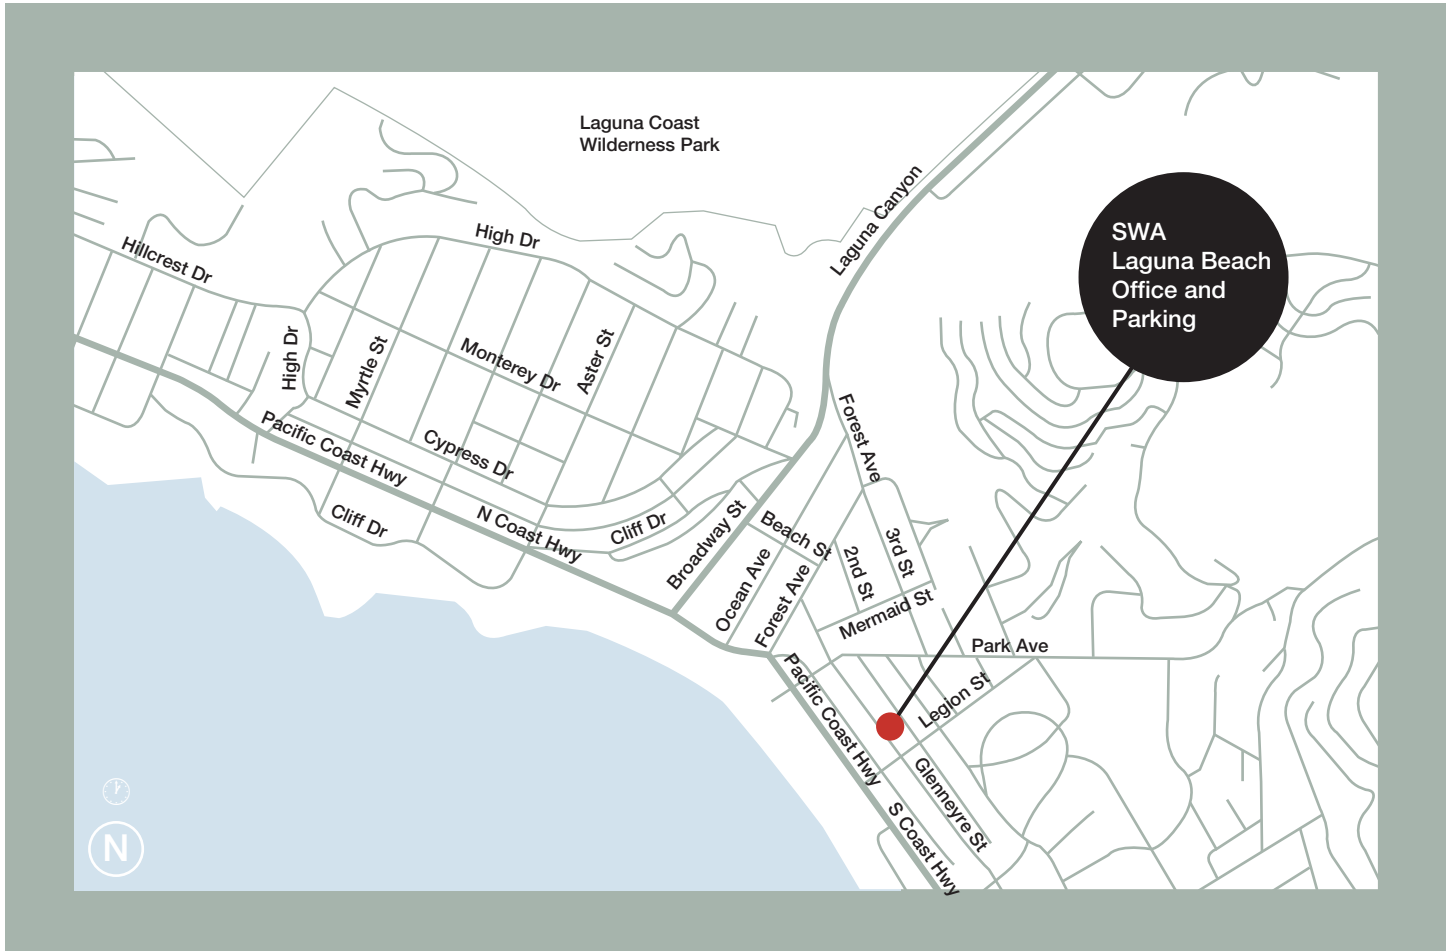 Laguna Coast
Wilderness Park
Laguna Canyon
SWA
Laguna Beach
Office and
Parking
High Dr
Hillcrest Dr
High Dr
Myrtle St
Monterey Dr
Aster St
Forest Ave
Pacific Coast Hwy
Cypress Dr
Cliff Dr
N Coast Hwy
Cliff Dr
Broadway St
Beach St
3rd St
2nd St
Ocean Ave
Forest Ave
Mermaid St
Park Ave
Legion St
Pacific Coast Hwy
Glenneyre St
S Coast Hwy
N